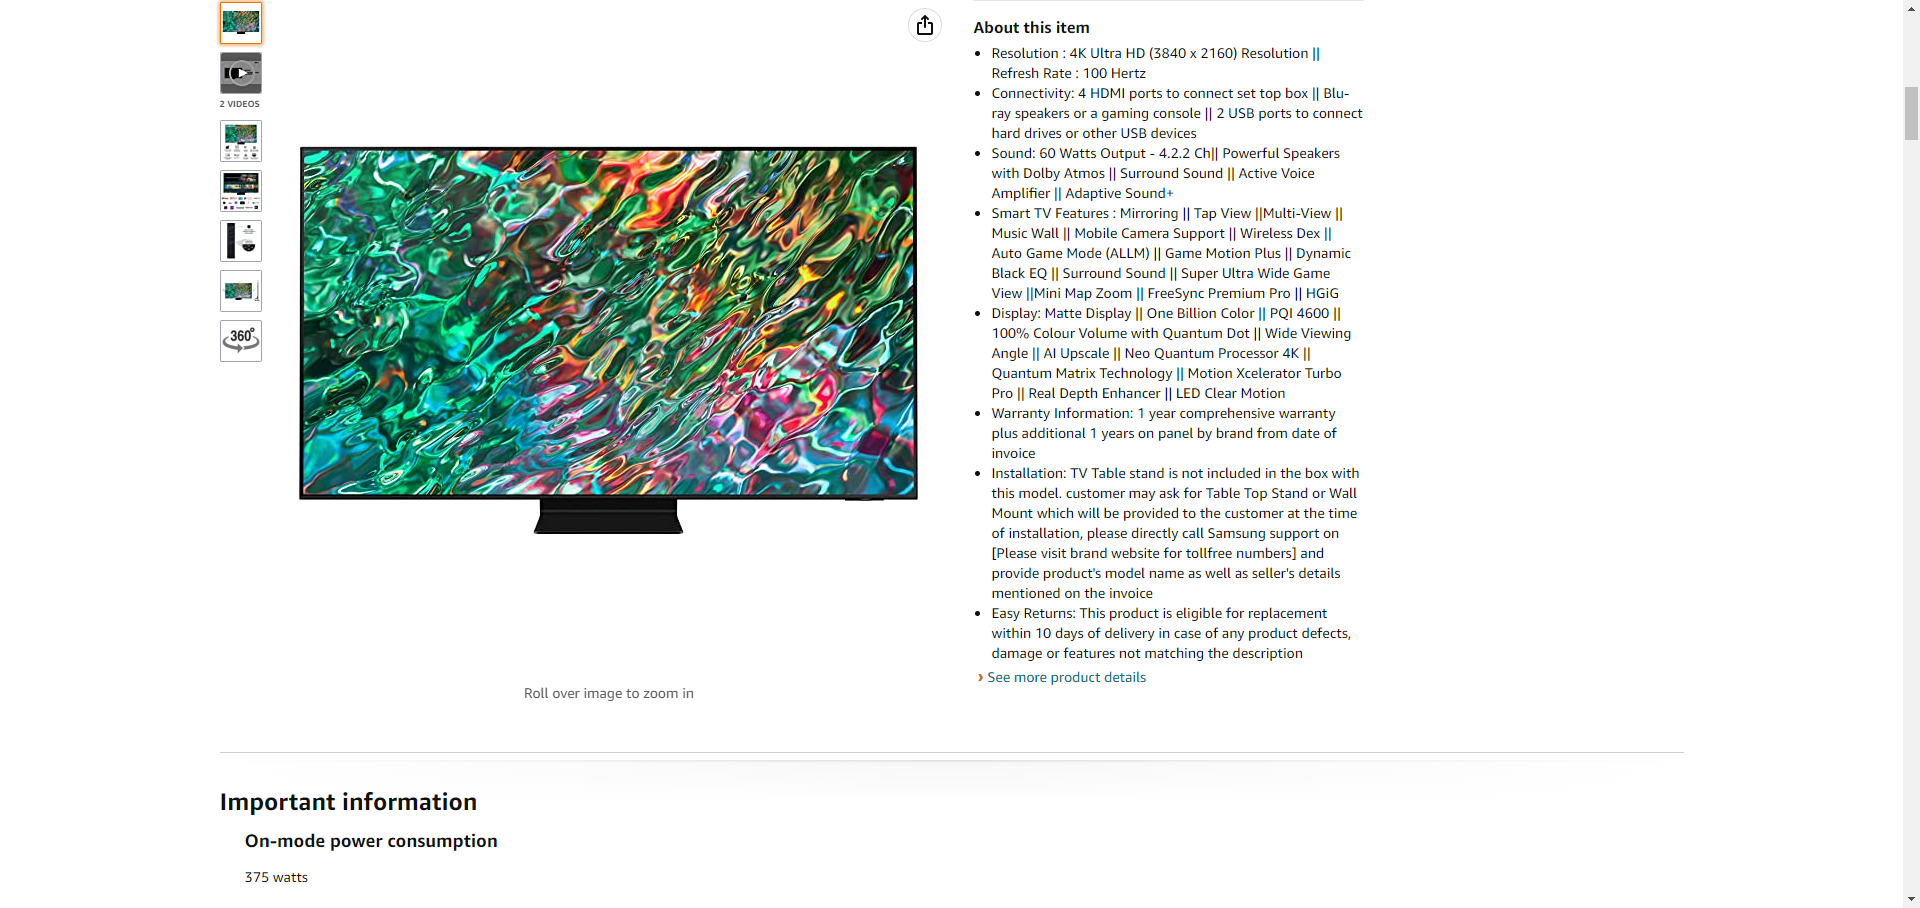 2 VIDEOS
360°
Roll over image to zoom in
About this item
Resolution : 4K Ultra HD (3840 x 2160) Resolution ||
Refresh Rate : 100 Hertz
Connectivity: 4 HDMI ports to connect set top box || Blu-
ray speakers or a gaming console || 2 USB ports to connect
hard drives or other USB devices
Sound: 60 Watts Output - 4.2.2 Ch|| Powerful Speakers
with Dolby Atmos || Surround Sound || Active Voice
Amplifier || Adaptive Sound+
Smart TV Features : Mirroring || Tap View ||Multi-View ||
Music Wall || Mobile Camera Support || Wireless Dex ||
Auto Game Mode (ALLM) || Game Motion Plus || Dynamic
Black EQ || Surround Sound || Super Ultra Wide Game
View ||Mini Map Zoom || FreeSync Premium Pro || HGiG
Display: Matte Display || One Billion Color || PQI 4600 ||
100% Colour Volume with Quantum Dot || Wide Viewing
Angle || AI Upscale || Neo Quantum Processor 4K ||
Quantum Matrix Technology || Motion Xcelerator Turbo
Pro || Real Depth Enhancer || LED Clear Motion
Warranty Information: 1 year comprehensive warranty
plus additional 1 years on panel by brand from date of
invoice
Installation: TV Table stand is not included in the box with
this model. customer may ask for Table Top Stand or Wall
Mount which will be provided to the customer at the time
of installation, please directly call Samsung support on
[Please visit brand website for tollfree numbers] and
provide product's model name as well as seller's details
mentioned on the invoice
Easy Returns: This product is eligible for replacement
within 10 days of delivery in case of any product defects,
damage or features not matching the description
› See more product details
Important information
On-mode power consumption
375 watts